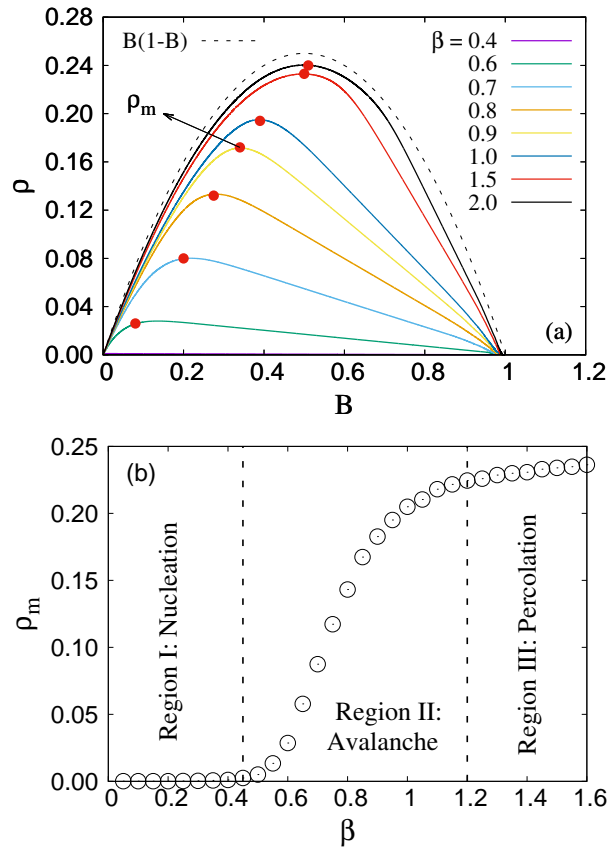 B(1-B)
β = 0.4
0.6
0.7
0.8
0.9
1.0
1.5
2.0
ρm
0.28
0.24
0.20
0.16
0.12
0.08
0.04
0.00
ρ
(a)
0 0.2 0.4 0.6 0.8 1 1.2
B
(b)
0.25
0.20
0.15
0.10
0.05
0.00
ρm
Region I: Nucleation
Region II:
Avalanche
Region III: Percolation
0.0 0.2 0.4 0.6 0.8 1.0 1.2 1.4 1.6
β